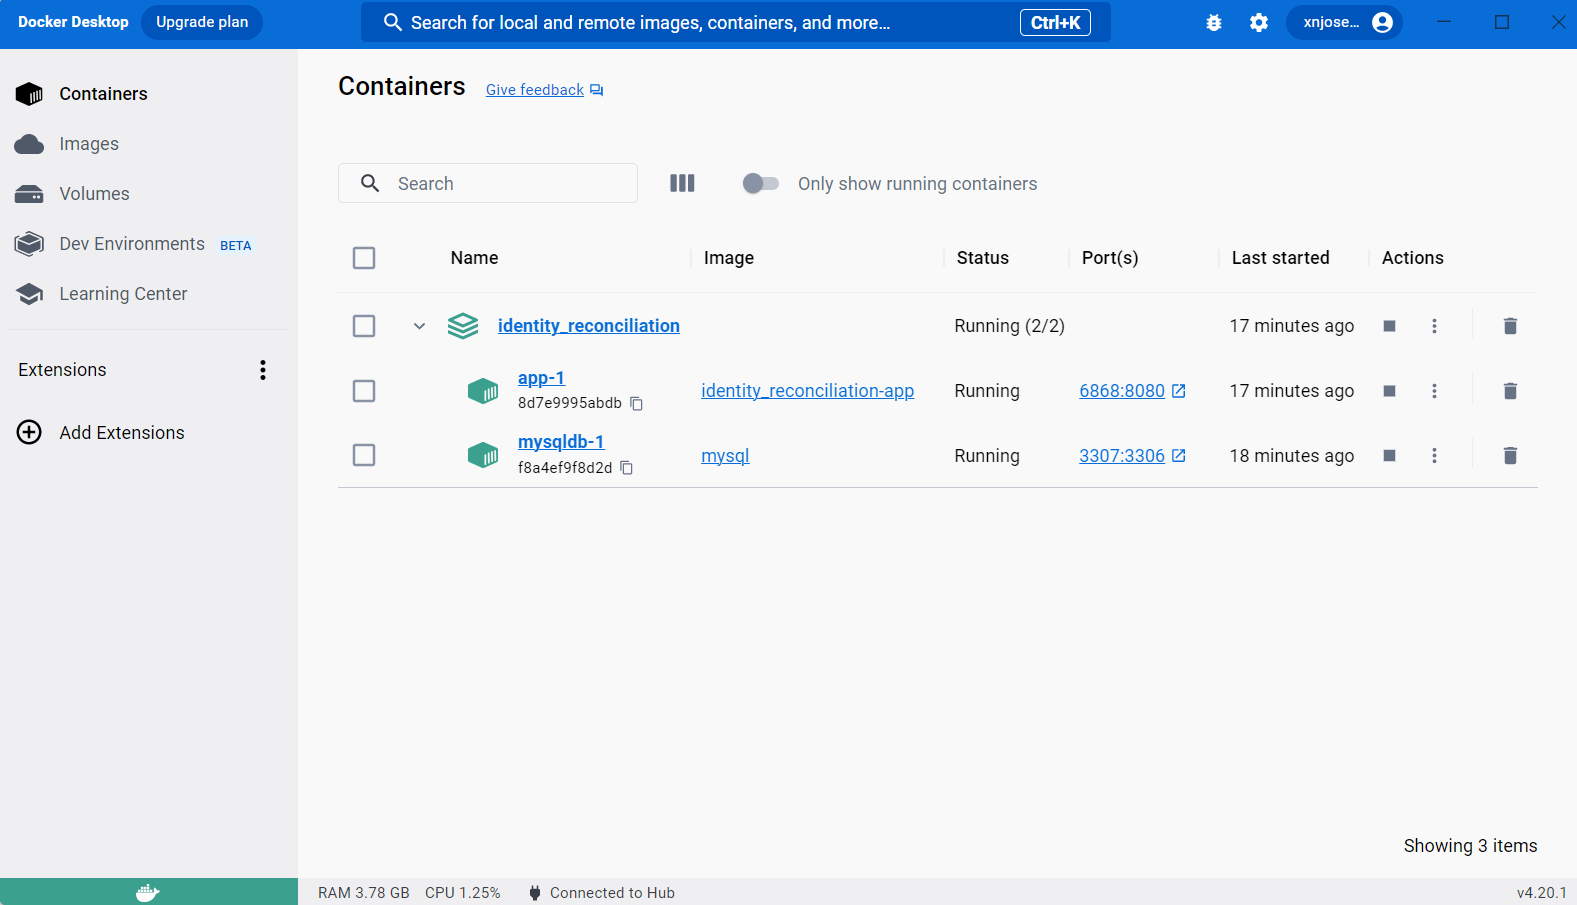 Docker Desktop Upgrade plan Search for local and remote images, containers, and more... Ctrl+K xnjose...
Containers
Images
Volumes
Dev Environments BETA
Learning Center
Extensions
Add Extensions
Containers Give feedback
Search Only show running containers
Name Image Status Port(s) Last started Actions
identity_reconciliation Running (2/2) 17 minutes ago
app-1
8d7e9995abdb identity_reconciliation-app Running 6868:8080 17 minutes ago
mysqldb-1
f8a4ef9f8d2d mysql Running 3307:3306 18 minutes ago
Showing 3 items
RAM 3.78 GB CPU 1.25% Connected to Hub v4.20.1